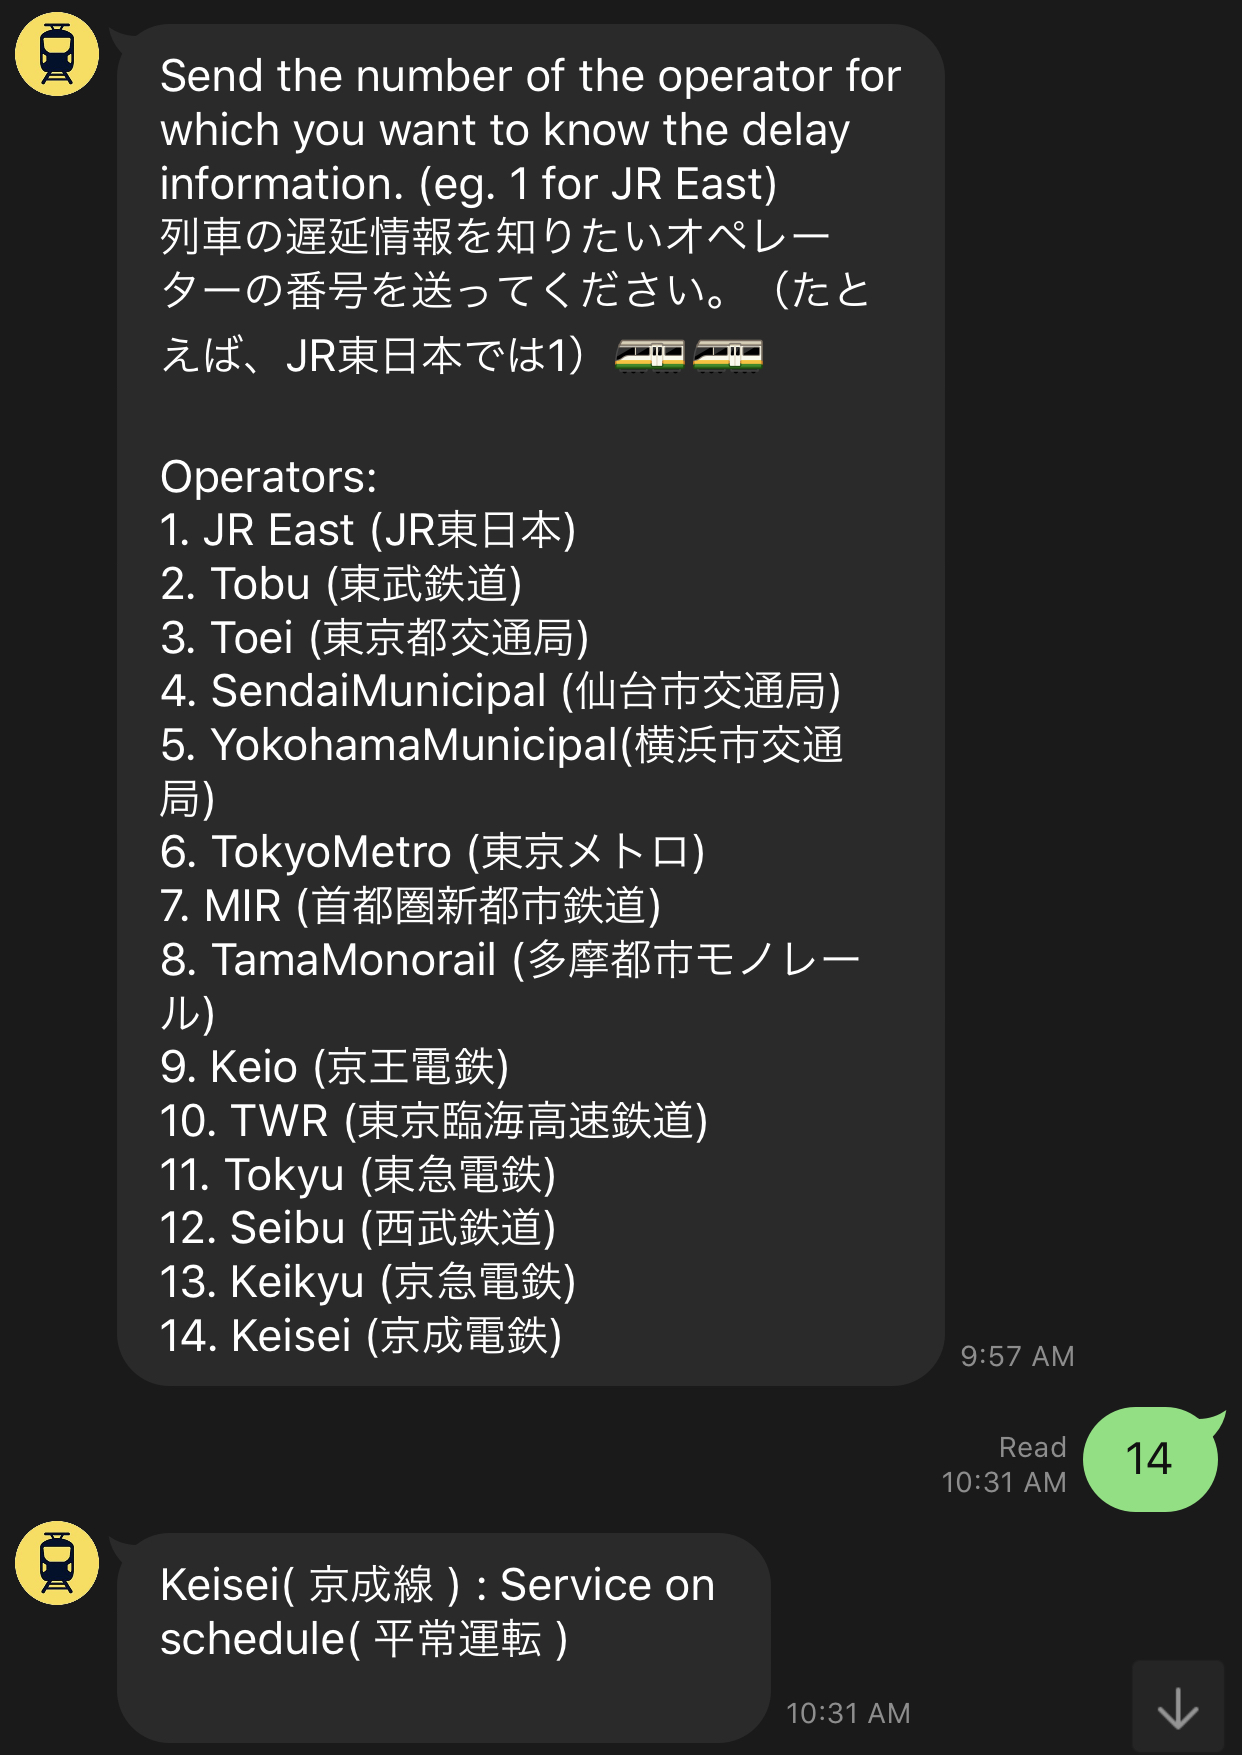 Send the number of the operator for
which you want to know the delay
information. (eg. 1 for JR East)
列車の遅延情報を知りたいオペレー
ターの番号を送ってください。（たと
えば、JR東日本では1）🚃🚃
Operators:
1. JR East (JR東日本)
2. Tobu (東武鉄道)
3. Toei (東京都交通局)
4. SendaiMunicipal (仙台市交通局)
5. YokohamaMunicipal(横浜市交通
局)
6. TokyoMetro (東京メトロ)
7. MIR (首都圏新都市鉄道)
8. TamaMonorail (多摩都市モノレー
ル)
9. Keio (京王電鉄)
10. TWR (東京臨海高速鉄道)
11. Tokyu (東急電鉄)
12. Seibu (西武鉄道)
13. Keikyu (京急電鉄)
14. Keisei (京成電鉄)
9:57 AM
Read
10:31 AM
14
Keisei( 京成線 ) : Service on
schedule( 平常運転 )
10:31 AM